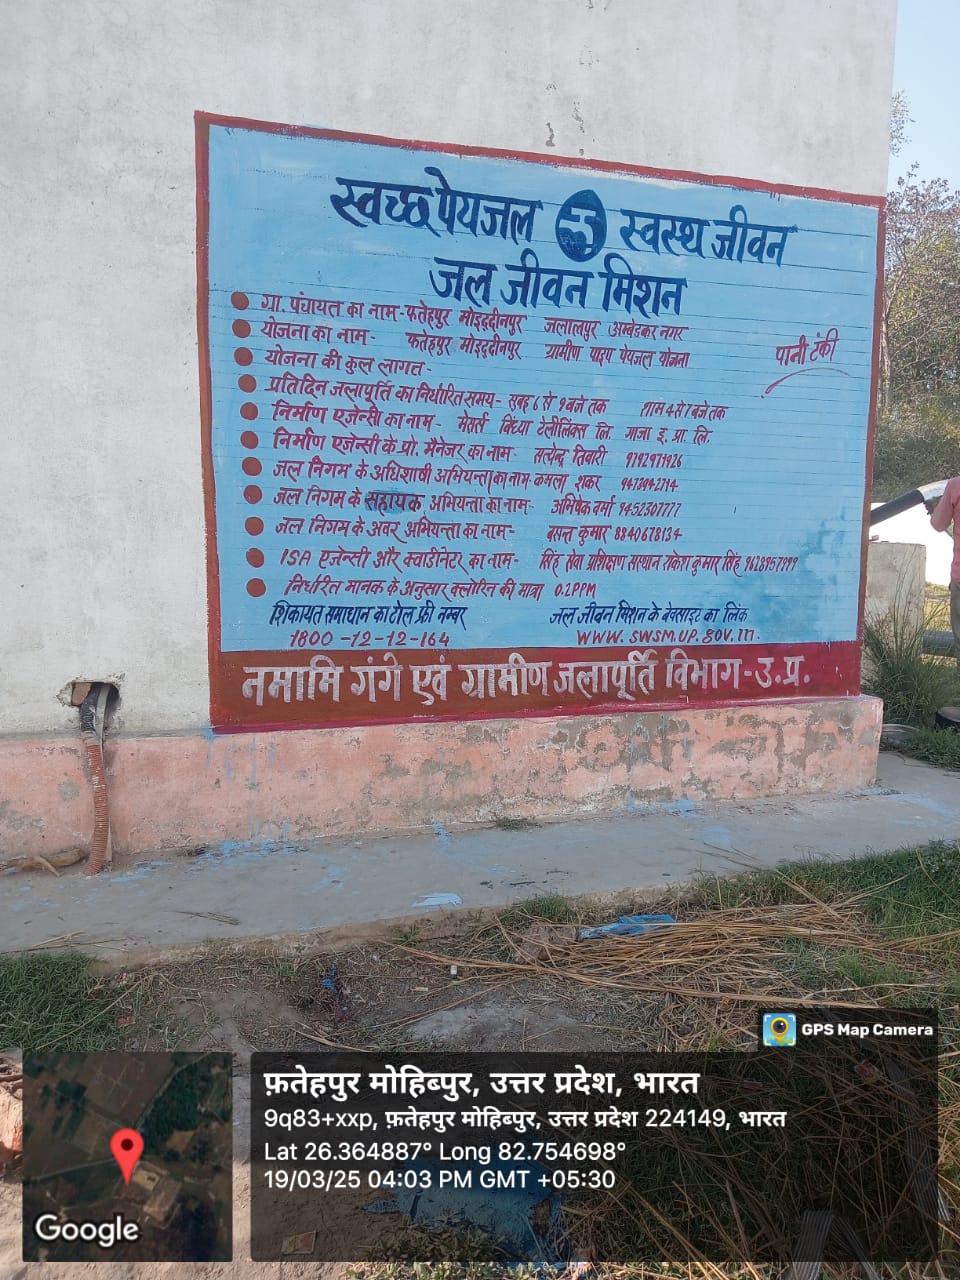 स्वच्छ पेयजल स्वस्थ जीवन
जल जीवन मिशन
ग्रा. पंचायत का नाम - फतेहपुर मोइद्दीनपुर जलालपुर अम्बेडकर नगर
योजना का नाम - फतेहपुर मोइद्दीनपुर ग्रामीण पाइप पेयजल योजना
पानी टंकी
योजना की कुल लागत -
प्रतिदिन जलापूर्ति का निर्धारित समय - सुबह 6 से 9 बजे तक शाम 4 से 7 बजे तक
निर्माण एजेन्सी का नाम - मेसर्स विंध्या टेलीलिंक्स लि. गाजा इ. प्रा. लि.
निर्माण एजेन्सी के प्रो. मैनेजर का नाम - सत्येन्द्र तिवारी 9792971926
जल निगम के अधिशाषी अभियन्ता का नाम - कमला शंकर
जल निगम के सहायक अभियन्ता का नाम - अभिषेक वर्मा 9452307777
जल निगम के अवर अभियन्ता का नाम - बसन्त कुमार 8840678134
ISA एजेन्सी और क्वार्डीनेटर का नाम - सिंह सेवा प्रशिक्षण संस्थान राकेश कुमार सिंह 9628957999
निर्धारित मानक के अनुसार क्लोरिन की मात्रा 0.2PPM
शिकायत समाधान का टोल फ्री नम्बर जल जीवन मिशन के वेबसाइट का लिंक
1800-12-12-164 WWW.SWSM.UP.GOV.In.
नमामि गंगे एवं ग्रामीण जलापूर्ति विभाग - उ.प्र.
GPS Map Camera
फ़तेहपुर मोहिब्पुर, उत्तर प्रदेश, भारत
9q83+xxp, फ़तेहपुर मोहिब्पुर, उत्तर प्रदेश 224149, भारत
Lat 26.364887° Long 82.754698°
19/03/25 04:03 PM GMT +05:30
Google